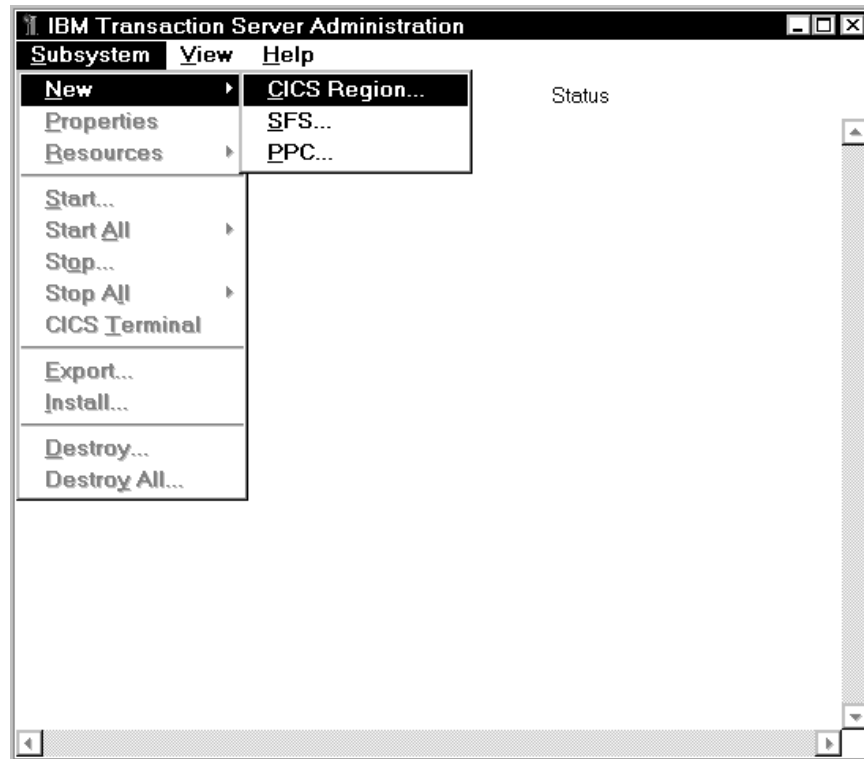 IBM Transaction Server Administration
Subsystem View Help
New CICS Region... Status
Properties SFS...
Resources PPC...
Start...
Start All
Stop...
Stop All
CICS Terminal
Export...
Install...
Destroy...
Destroy All...